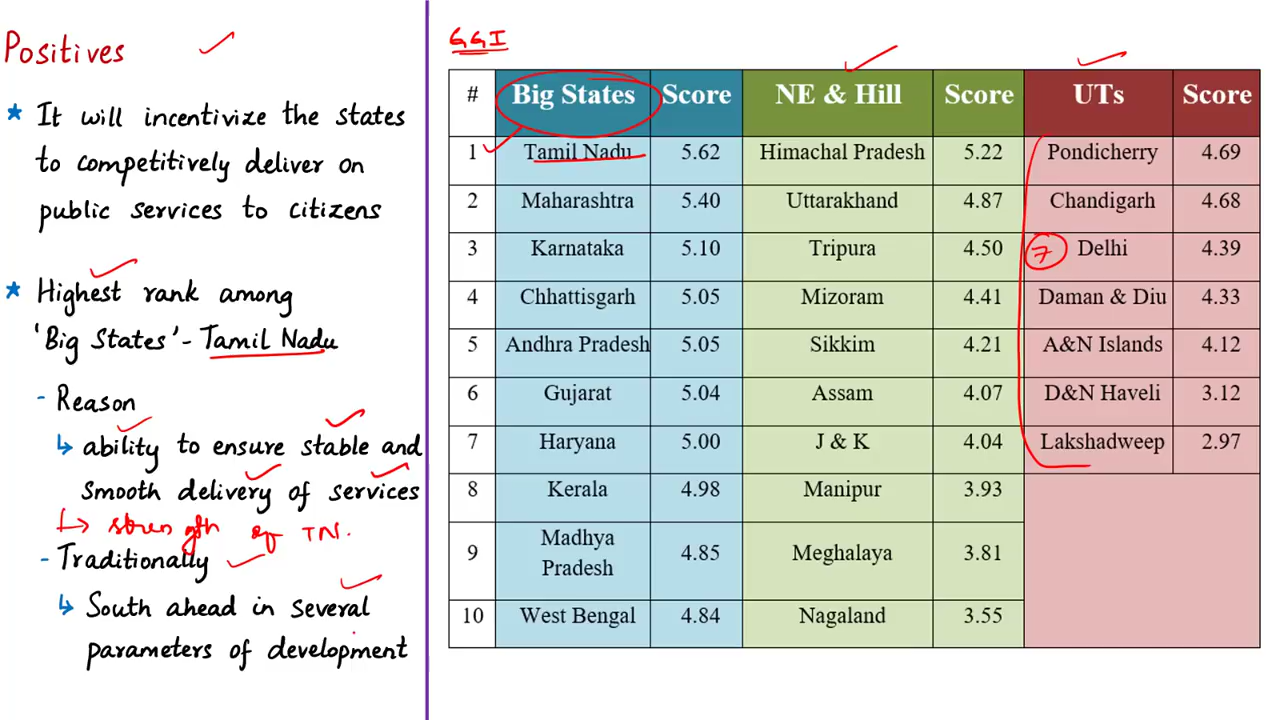 Positives
* It will incentivize the states
to competitively deliver on
public services to citizens
* Highest rank among
'Big States' - Tamil Nadu
- Reason
↳ ability to ensure stable and
smooth delivery of services
↳ strength of TN.
- Traditionally
↳ South ahead in several
parameters of development
GGI
# Big States Score NE & Hill Score UTs Score
1 Tamil Nadu 5.62 Himachal Pradesh 5.22 Pondicherry 4.69
2 Maharashtra 5.40 Uttarakhand 4.87 Chandigarh 4.68
3 Karnataka 5.10 Tripura 4.50 7 Delhi 4.39
4 Chhattisgarh 5.05 Mizoram 4.41 Daman & Diu 4.33
5 Andhra Pradesh 5.05 Sikkim 4.21 A&N Islands 4.12
6 Gujarat 5.04 Assam 4.07 D&N Haveli 3.12
7 Haryana 5.00 J & K 4.04 Lakshadweep 2.97
8 Kerala 4.98 Manipur 3.93
9 Madhya Pradesh 4.85 Meghalaya 3.81
10 West Bengal 4.84 Nagaland 3.55